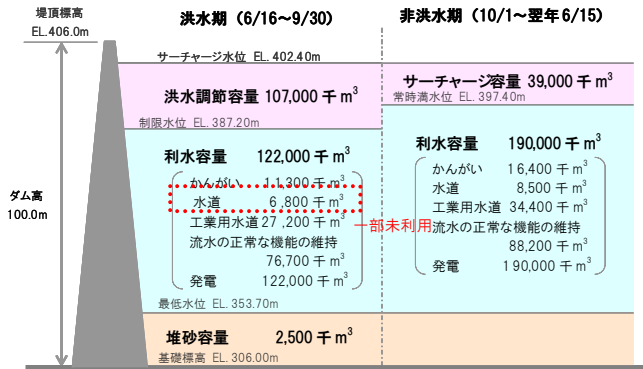 堤頂標高
EL.406.0m
洪水期（6/16～9/30）
非洪水期（10/1～翌年6/15）
サーチャージ水位 EL. 402.40m
洪水調節容量 107,000 千m³
サーチャージ容量 39,000 千m³
常時満水位 EL. 397.40m
制限水位 EL. 387.20m
ダム高
100.0m
利水容量 122,000 千m³
かんがい 11,300 千m³
水道 6,800 千m³
工業用水道 27,200 千m³
一部未利用
流水の正常な機能の維持
76,700 千m³
発電 122,000 千m³
利水容量 190,000 千m³
かんがい 16,400 千m³
水道 8,500 千m³
工業用水道 34,400 千m³
流水の正常な機能の維持
88,200 千m³
発電 190,000 千m³
最低水位 EL. 353.70m
堆砂容量 2,500 千m³
基礎標高 EL. 306.00m